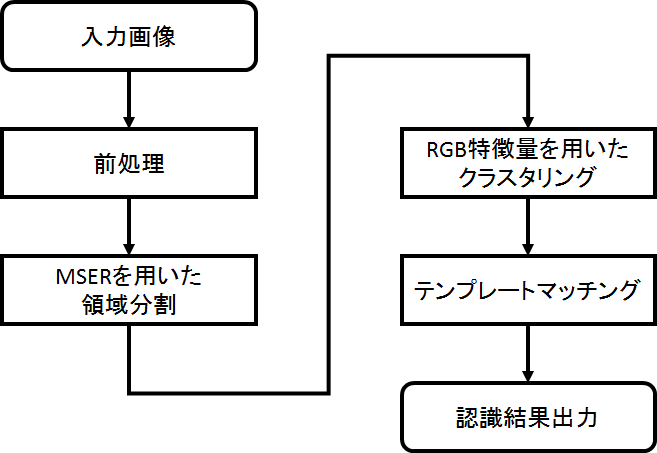 入力画像
前処理
MSERを用いた
領域分割
RGB特徴量を用いた
クラスタリング
テンプレートマッチング
認識結果出力